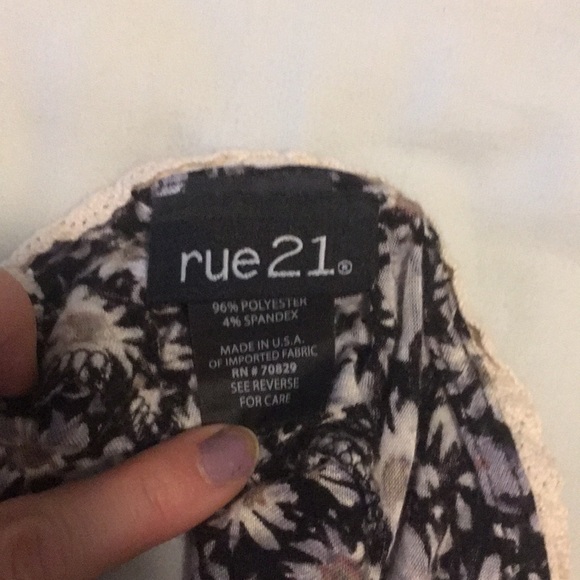 rue21®
96% POLYESTER
4% SPANDEX
MADE IN U.S.A.
OF IMPORTED FABRIC
RN # 70829
SEE REVERSE
FOR CARE